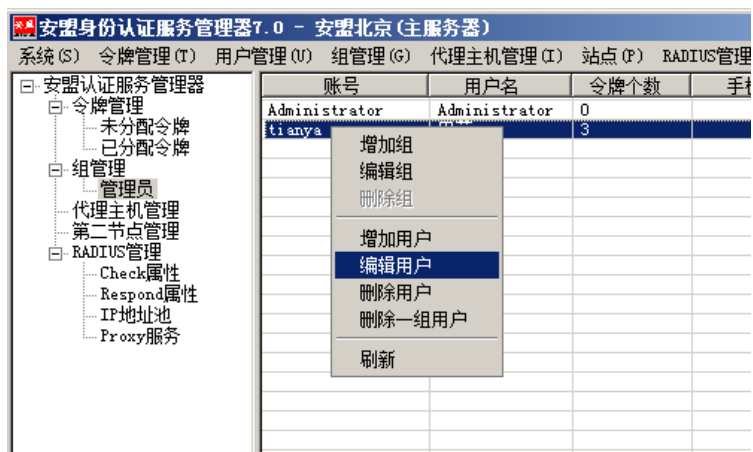 安盟身份认证服务管理器7.0 - 安盟北京(主服务器)
系统(S) 令牌管理(T) 用户管理(U) 组管理(G) 代理主机管理(I) 站点(P) RADIUS管理
安盟认证服务管理器
令牌管理
未分配令牌
已分配令牌
组管理
管理员
代理主机管理
第二节点管理
RADIUS管理
Check属性
Respond属性
IP地址池
Proxy服务
账号 用户名 令牌个数 手
Administrator Administrator 0
tianya 3
增加组
编辑组
删除组
增加用户
编辑用户
删除用户
删除一组用户
刷新